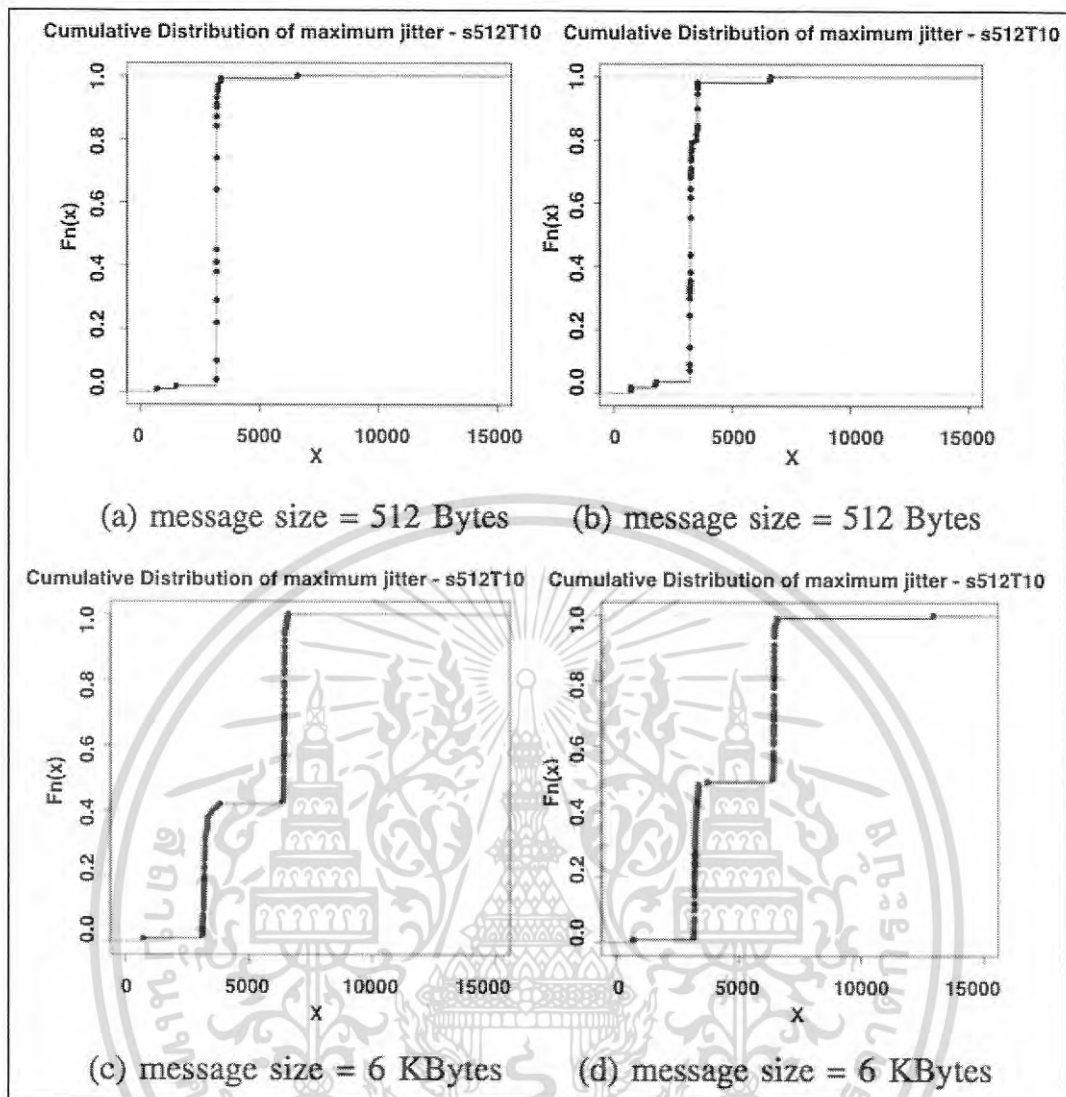 Cumulative Distribution of maximum jitter - s512T10
Fn(x)
1.0
0.8
0.6
0.4
0.2
0.0
0 5000 10000 15000
X
(a) message size = 512 Bytes
Cumulative Distribution of maximum jitter - s512T10
Fn(x)
1.0
0.8
0.6
0.4
0.2
0.0
0 5000 10000 15000
X
(b) message size = 512 Bytes
Cumulative Distribution of maximum jitter - s512T10
Fn(x)
1.0
0.8
0.6
0.4
0.2
0.0
0 5000 10000 15000
X
(c) message size = 6 KBytes
Cumulative Distribution of maximum jitter - s512T10
Fn(x)
1.0
0.8
0.6
0.4
0.2
0.0
0 5000 10000 15000
X
(d) message size = 6 KBytes